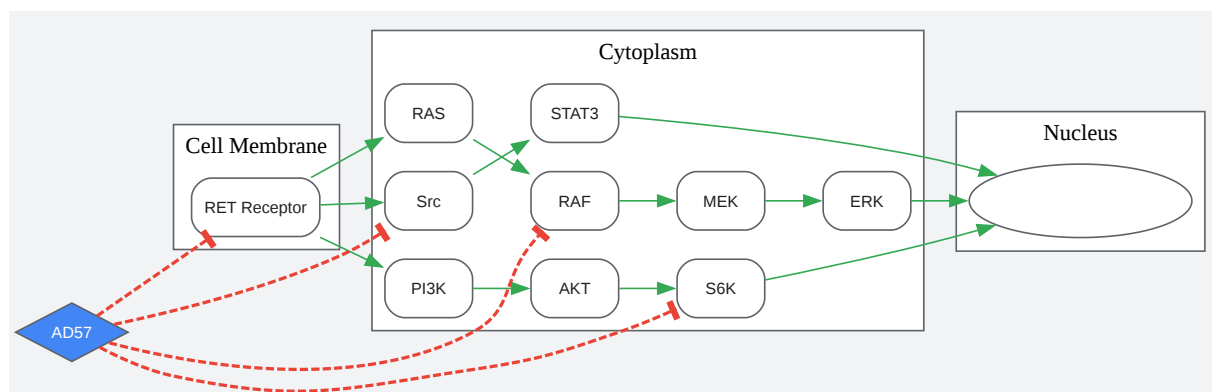 Cytoplasm
Cell Membrane
Nucleus
RAS
STAT3
RET Receptor
Src
RAF
MEK
ERK
PI3K
AKT
S6K
AD57